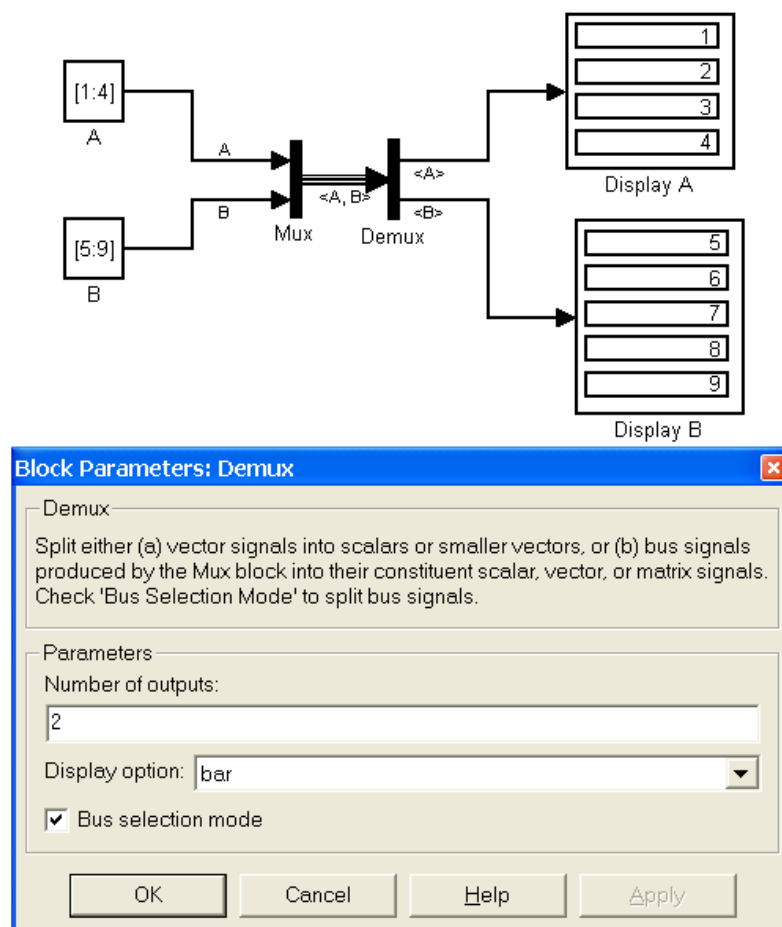 1
2
[1:4]
3
A
A
4
<A>
Display A
<A, B>
B
<B>
Mux
Demux
[5:9]
5
B
6
7
8
9
Display B
Block Parameters: Demux
Demux
Split either (a) vector signals into scalars or smaller vectors, or (b) bus signals
produced by the Mux block into their constituent scalar, vector, or matrix signals.
Check 'Bus Selection Mode' to split bus signals.
Parameters
Number of outputs:
2
Display option: bar
Bus selection mode
OK Cancel Help Apply